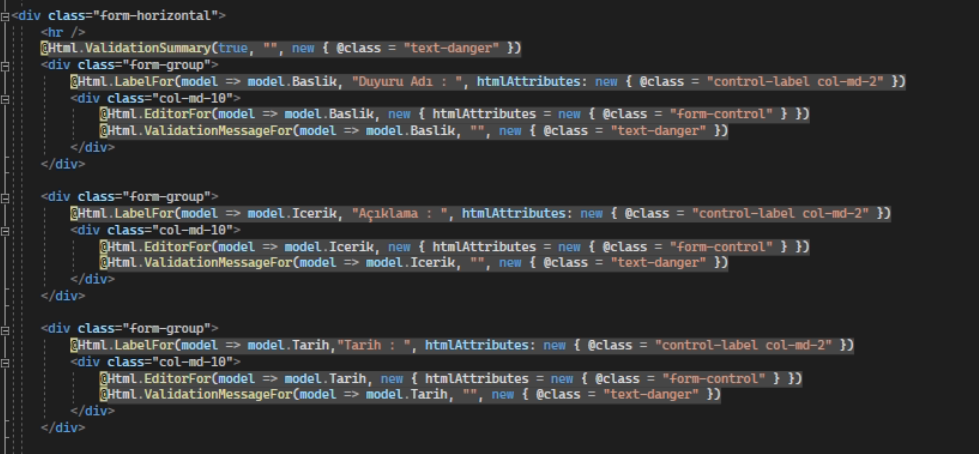 <div class="form-horizontal">
<hr />
@Html.ValidationSummary(true, "", new { @class = "text-danger" })
<div class="form-group">
@Html.LabelFor(model => model.Baslik, "Duyuru Adı : ", htmlAttributes: new { @class = "control-label col-md-2" })
<div class="col-md-10">
@Html.EditorFor(model => model.Baslik, new { htmlAttributes = new { @class = "form-control" } })
@Html.ValidationMessageFor(model => model.Baslik, "", new { @class = "text-danger" })
</div>
</div>
<div class="form-group">
@Html.LabelFor(model => model.Icerik, "Açıklama : ", htmlAttributes: new { @class = "control-label col-md-2" })
<div class="col-md-10">
@Html.EditorFor(model => model.Icerik, new { htmlAttributes = new { @class = "form-control" } })
@Html.ValidationMessageFor(model => model.Icerik, "", new { @class = "text-danger" })
</div>
</div>
<div class="form-group">
@Html.LabelFor(model => model.Tarih,"Tarih : ", htmlAttributes: new { @class = "control-label col-md-2" })
<div class="col-md-10">
@Html.EditorFor(model => model.Tarih, new { htmlAttributes = new { @class = "form-control" } })
@Html.ValidationMessageFor(model => model.Tarih, "", new { @class = "text-danger" })
</div>
</div>